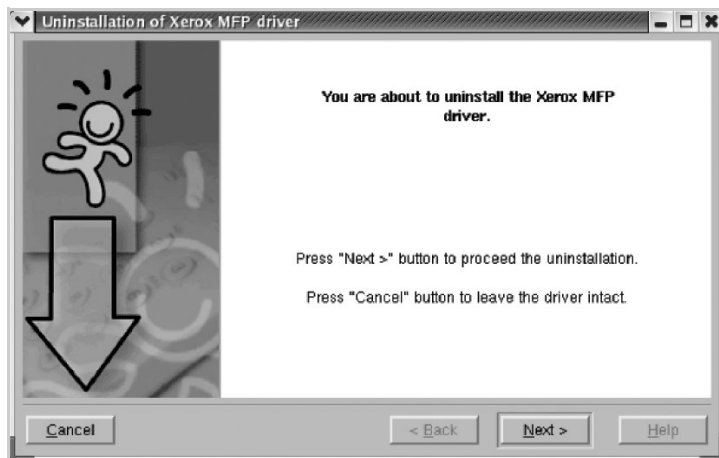 Uninstallation of Xerox MFP driver
You are about to uninstall the Xerox MFP
driver.
Press "Next >" button to proceed the uninstallation.
Press "Cancel" button to leave the driver intact.
Cancel
< Back
Next >
Help